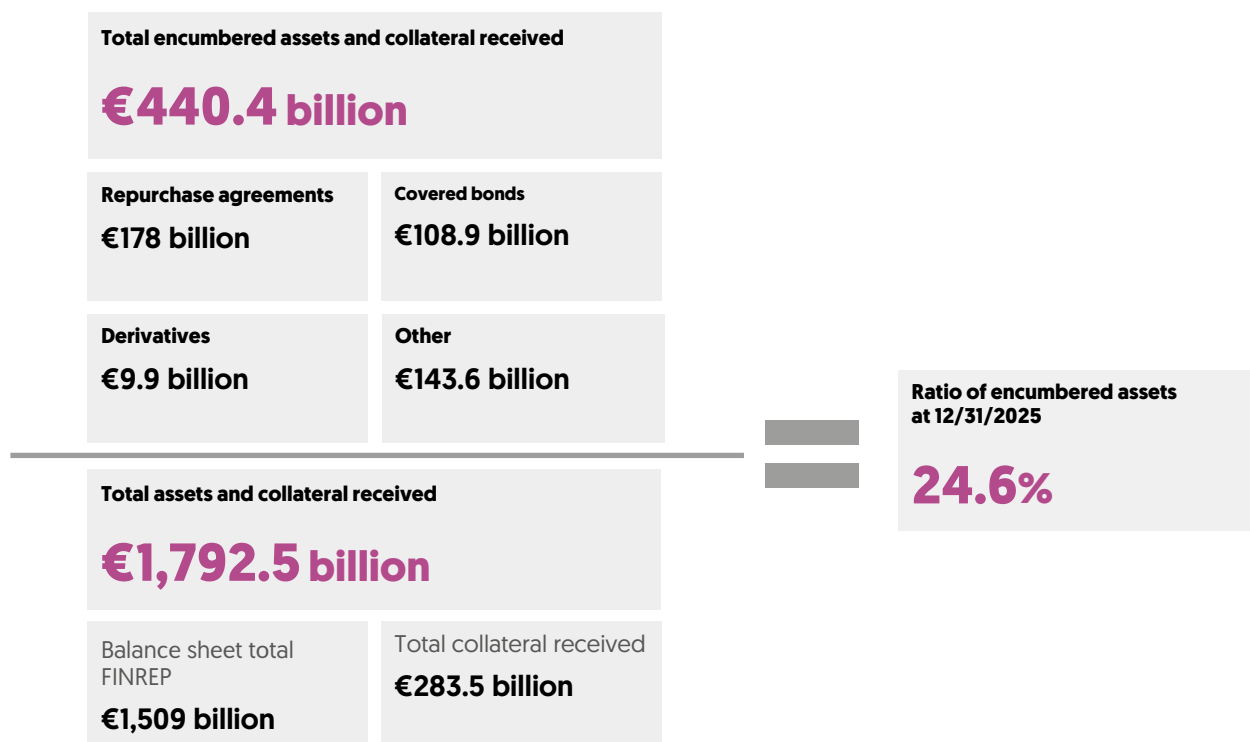 Total encumbered assets and collateral received
€440.4 billion
Repurchase agreements
€178 billion
Covered bonds
€108.9 billion
Derivatives
€9.9 billion
Other
€143.6 billion
Ratio of encumbered assets
at 12/31/2025
24.6%
Total assets and collateral received
€1,792.5 billion
Balance sheet total
FINREP
€1,509 billion
Total collateral received
€283.5 billion